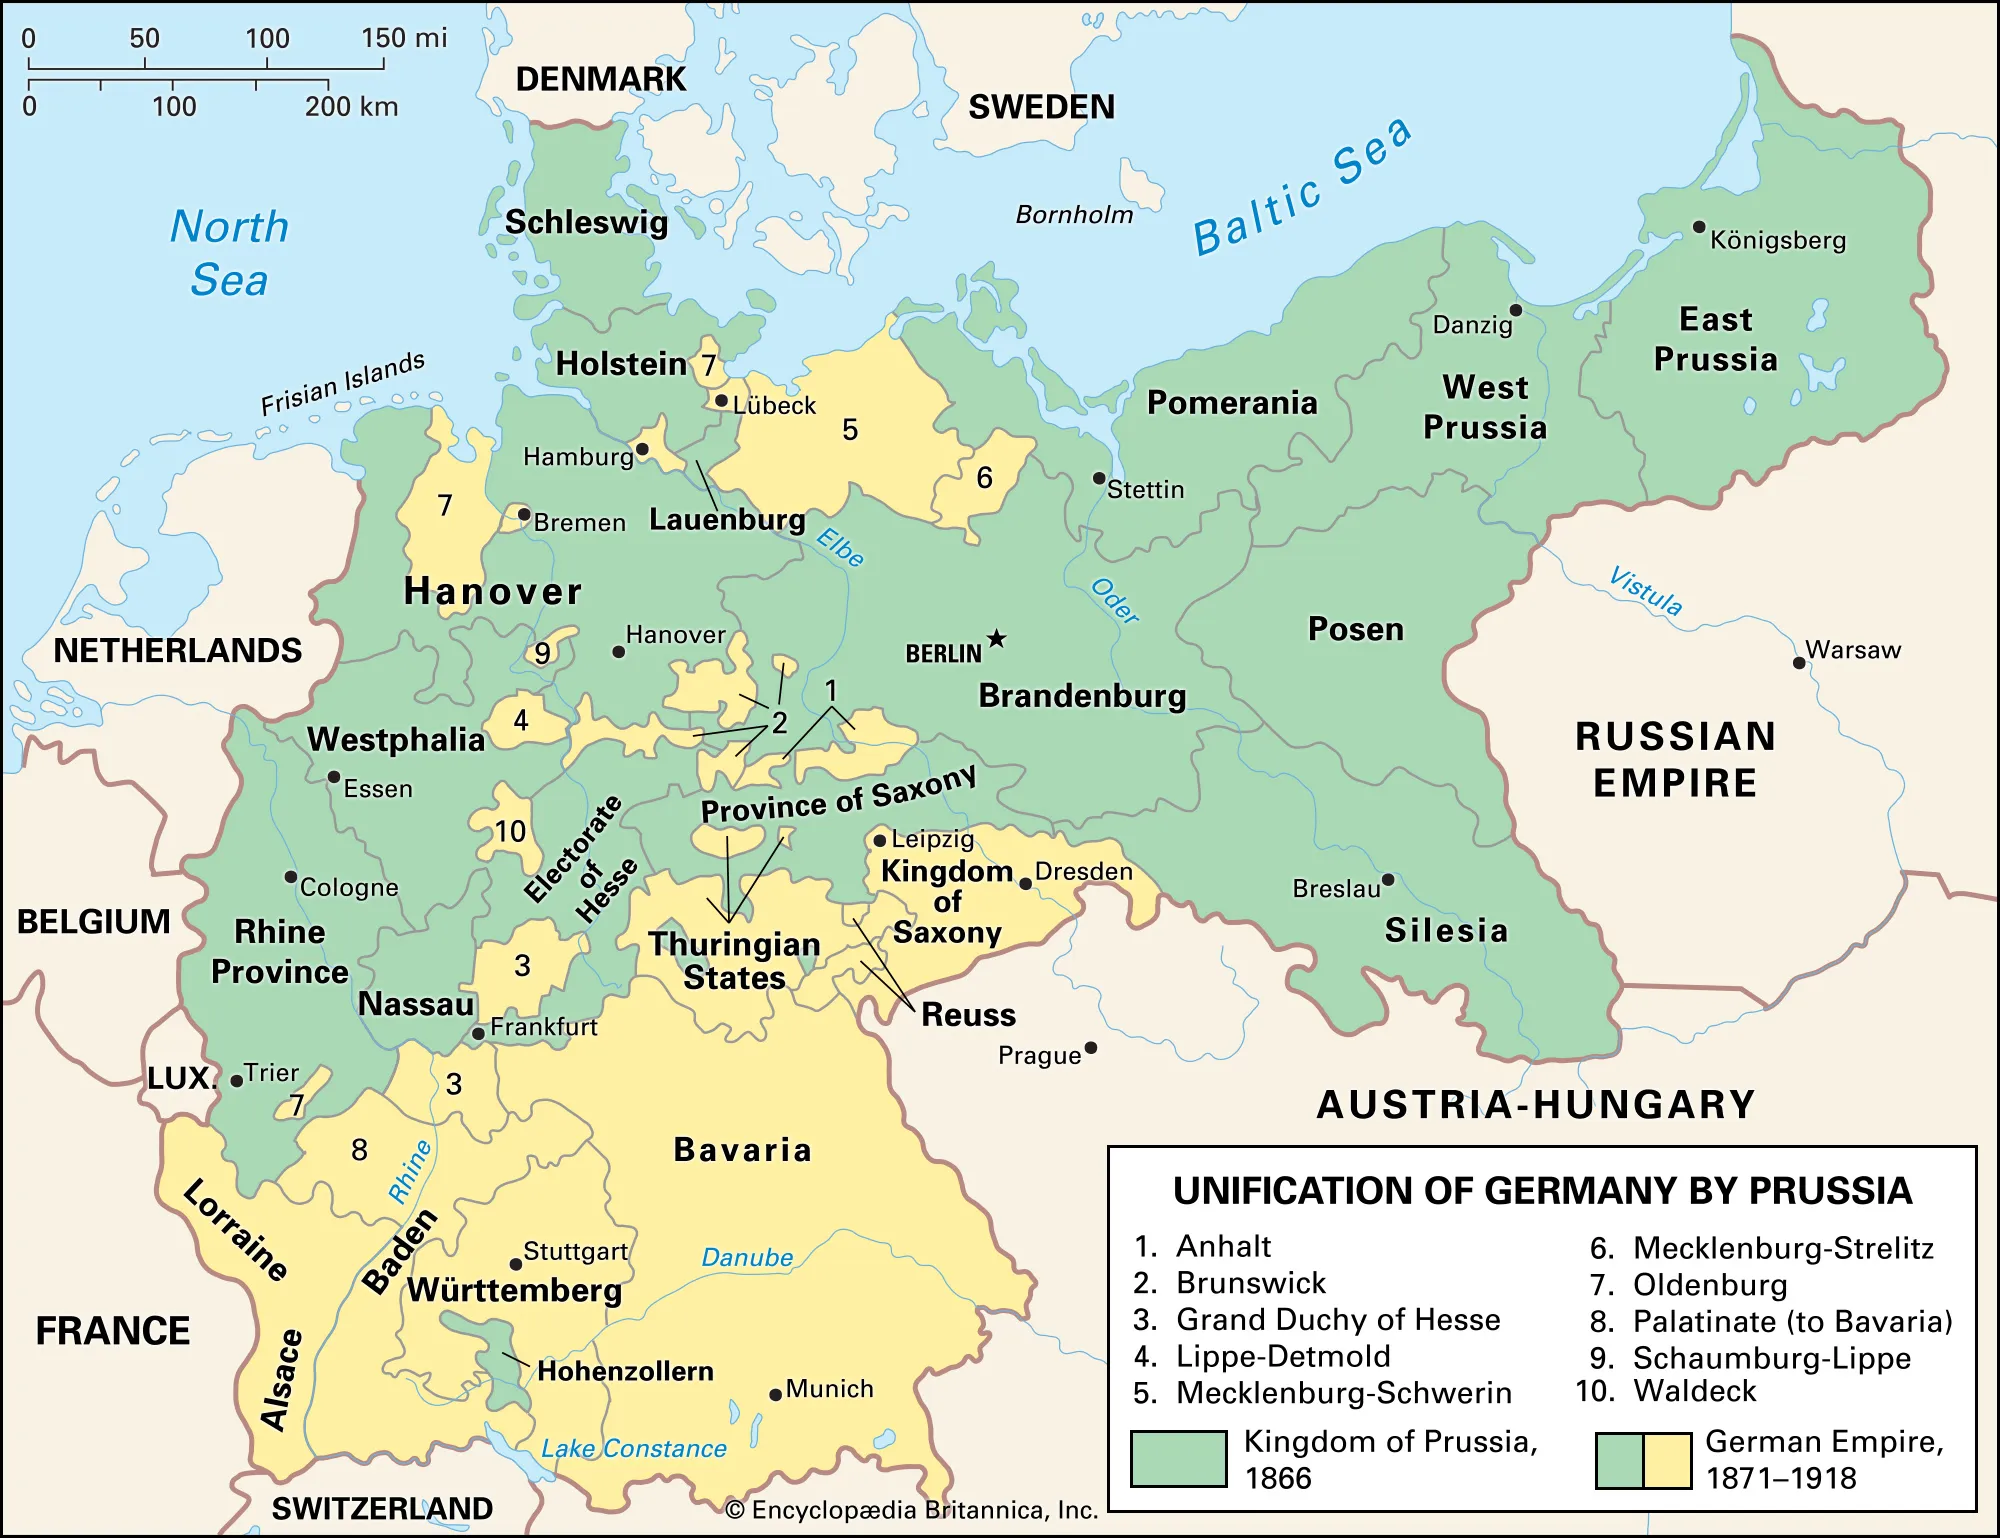 0 50 100 150 mi
0 100 200 km
DENMARK
SWEDEN
North
Sea
Baltic Sea
Bornholm
Schleswig
Königsberg
East
Prussia
Danzig
Frisian Islands
Holstein
7
Lübeck
5
Pomerania
West
Prussia
Hamburg
6
Stettin
7
Bremen
Lauenburg
Elbe
Oder
Vistula
Hanover
Posen
NETHERLANDS
9
Hanover
BERLIN
Brandenburg
Warsaw
4
2
1
Westphalia
RUSSIAN
EMPIRE
Essen
Province of Saxony
10
Electorate
of
Hesse
Leipzig
Kingdom
of
Saxony
Dresden
Cologne
Breslau
Silesia
BELGIUM
Rhine
Province
3
Thuringian
States
Nassau
Reuss
Frankfurt
Prague
LUX.
Trier
7
3
AUSTRIA-HUNGARY
8
Rhine
Bavaria
Lorraine
Baden
Stuttgart
Württemberg
Danube
FRANCE
Alsace
Hohenzollern
Munich
Lake Constance
SWITZERLAND
© Encyclopædia Britannica, Inc.
UNIFICATION OF GERMANY BY PRUSSIA
1. Anhalt
2. Brunswick
3. Grand Duchy of Hesse
4. Lippe-Detmold
5. Mecklenburg-Schwerin
6. Mecklenburg-Strelitz
7. Oldenburg
8. Palatinate (to Bavaria)
9. Schaumburg-Lippe
10. Waldeck
Kingdom of Prussia,
1866
German Empire,
1871–1918